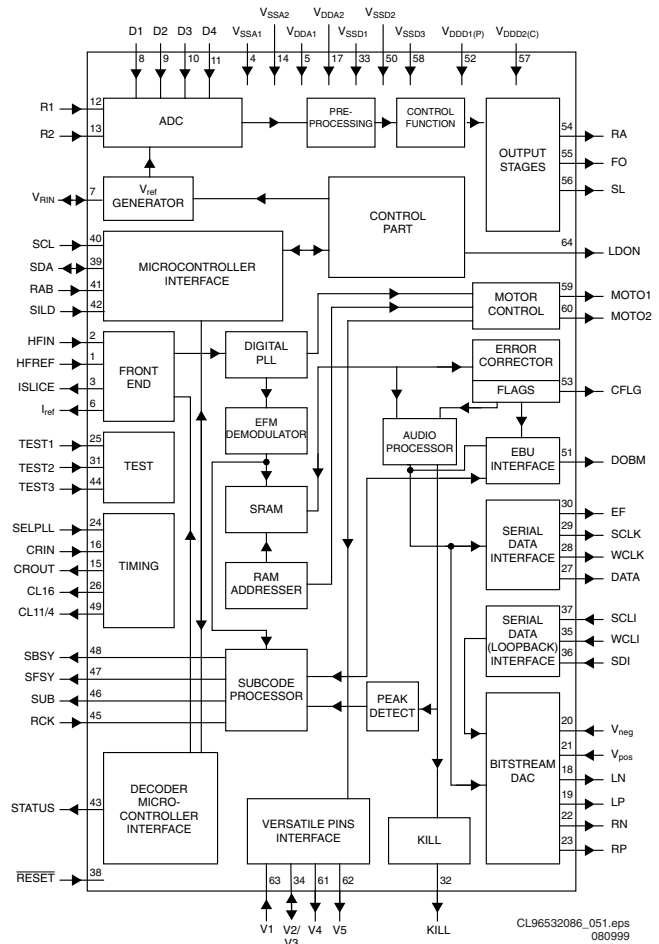 VSSA2 VDDA2 VSSD2
D1 D2 D3 D4 VSSA1 VDDA1 VSSD1 VSSD3 VDDD1(P) VDDD2(C)
8 9 10 11 4 14 5 17 33 50 58 52 57
R1 12
R2 13
ADC
PRE-
PROCESSING
CONTROL
FUNCTION
OUTPUT
STAGES
54 RA
55 FO
56 SL
VRIN 7
Vref
GENERATOR
CONTROL
PART
64 LDON
SCL 40
SDA 39
RAB 41
SILD 42
MICROCONTROLLER
INTERFACE
MOTOR
CONTROL
59 MOTO1
60 MOTO2
HFIN 2
HFREF 1
ISLICE 3
Iref 6
FRONT
END
DIGITAL
PLL
ERROR
CORRECTOR
FLAGS
53 CFLG
EFM
DEMODULATOR
AUDIO
PROCESSOR
EBU
INTERFACE
51 DOBM
TEST1 25
TEST2 31
TEST3 44
TEST
SRAM
SERIAL
DATA
INTERFACE
30 EF
29 SCLK
28 WCLK
27 DATA
SELPLL 24
CRIN 16
CROUT 15
CL16 26
CL11/4 49
TIMING
RAM
ADDRESSER
SERIAL
DATA
(LOOPBACK)
INTERFACE
37 SCLI
35 WCLI
36 SDI
SBSY 48
SFSY 47
SUB 46
RCK 45
SUBCODE
PROCESSOR
PEAK
DETECT
BITSTREAM
DAC
20 Vneg
21 Vpos
18 LN
19 LP
22 RN
23 RP
STATUS 43
DECODER
MICRO-
CONTROLLER
INTERFACE
VERSATILE PINS
INTERFACE
KILL
RESET 38
63 34 61 62 32
V1 V2/ V4 V5 KILL
V3
CL96532086_051.eps
080999